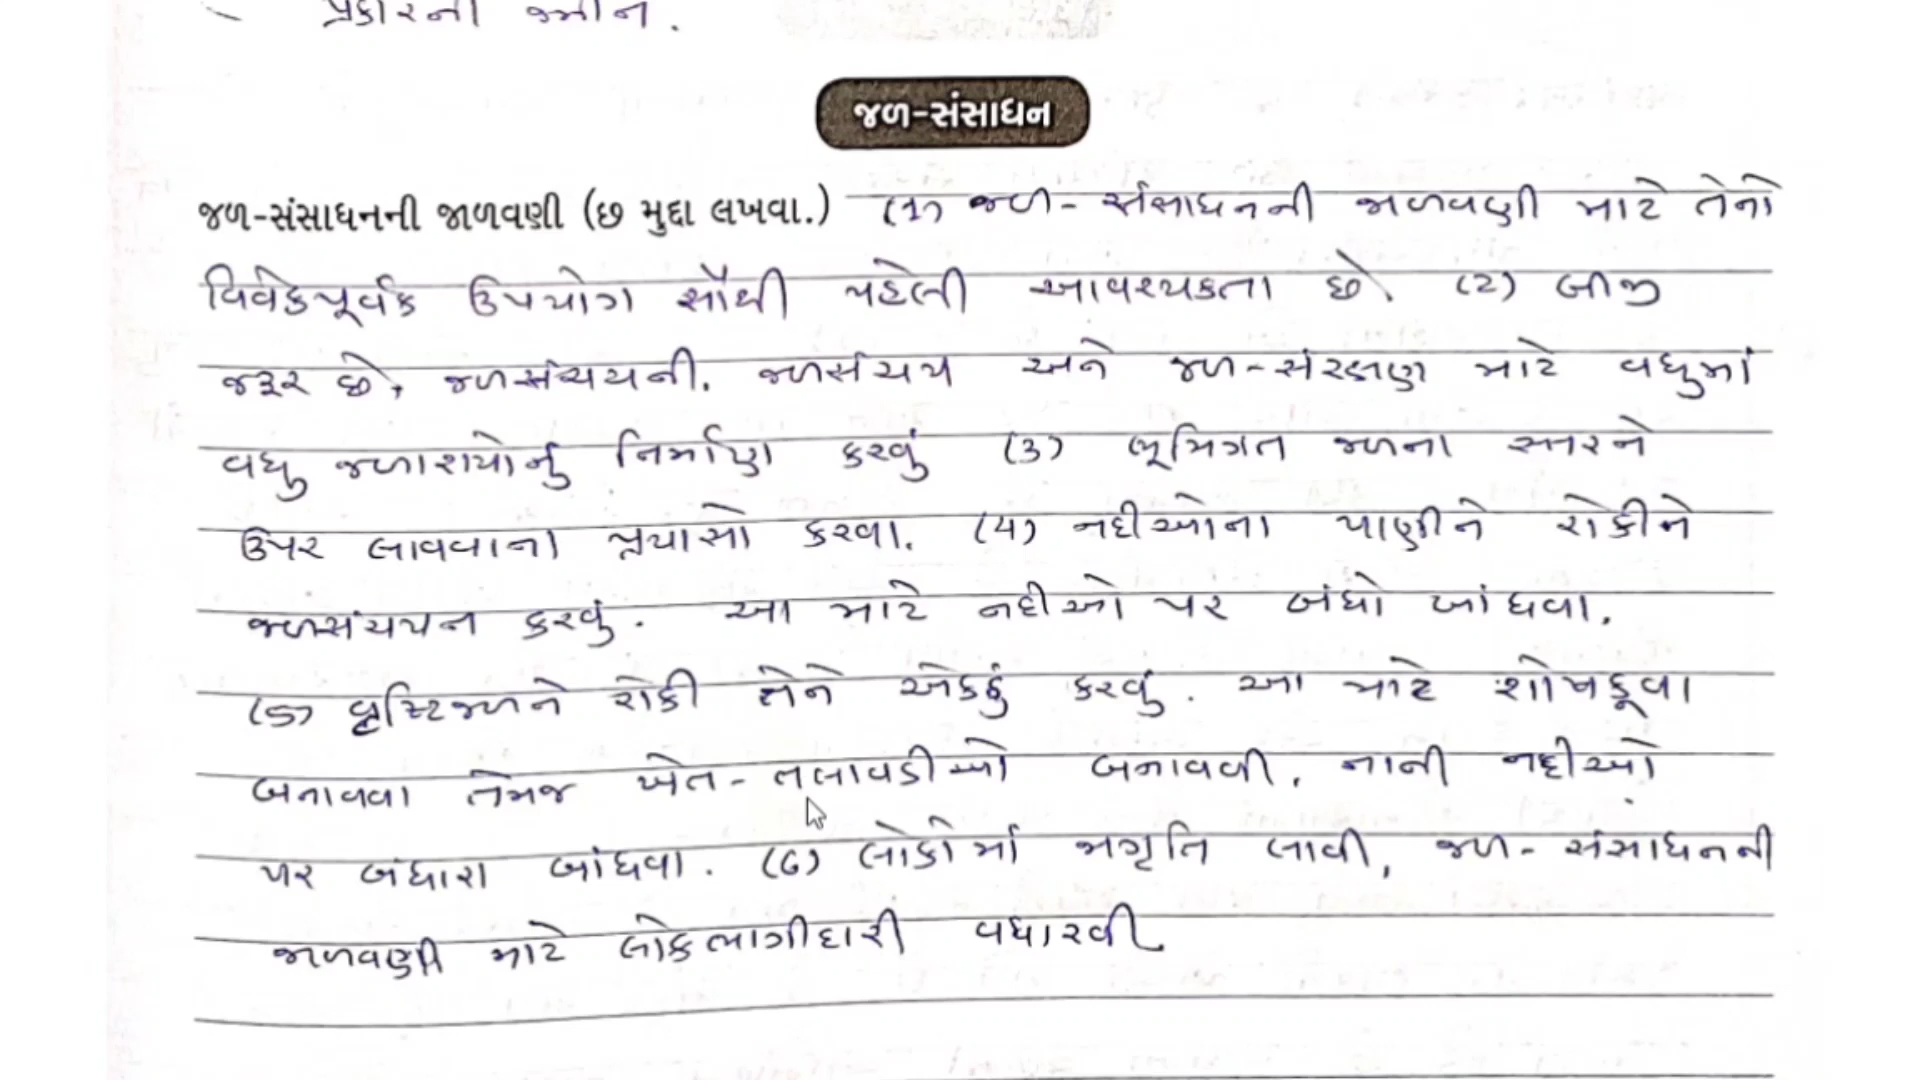 પ્રકારની જમીન.
જળ-સંસાધન
જળ-સંસાધનની જાળવણી (છ મુદ્દા લખવા.) (1) જળ - સંસાધનની જાળવણી માટે તેનો
વિવેકપૂર્વક ઉપયોગ સૌથી પહેલી આવશ્યકતા છે. (2) બીજી
જરૂર છે, જળસંચયની. જળસંચય અને જળ-સંરક્ષણ માટે વધુમાં
વધુ જળાશયોનું નિર્માણ કરવું (3) ભૂમિગત જળના સ્તરને
ઉપર લાવવાના પ્રયાસો કરવા. (4) નદીઓના પાણીને રોકીને
જળસંચયન કરવું. આ માટે નદીઓ પર બંધો બાંધવા.
(5) વૃષ્ટિજળને રોકી તેને એકઠું કરવું. આ માટે શોષકૂવા
બનાવવા તેમજ ખેત - તલાવડીઓ બનાવવી. નાની નદીઓ
પર બંધારા બાંધવા. (6) લોકોમાં જાગૃતિ લાવી, જળ - સંસાધનની
જાળવણી માટે લોકભાગીદારી વધારવી